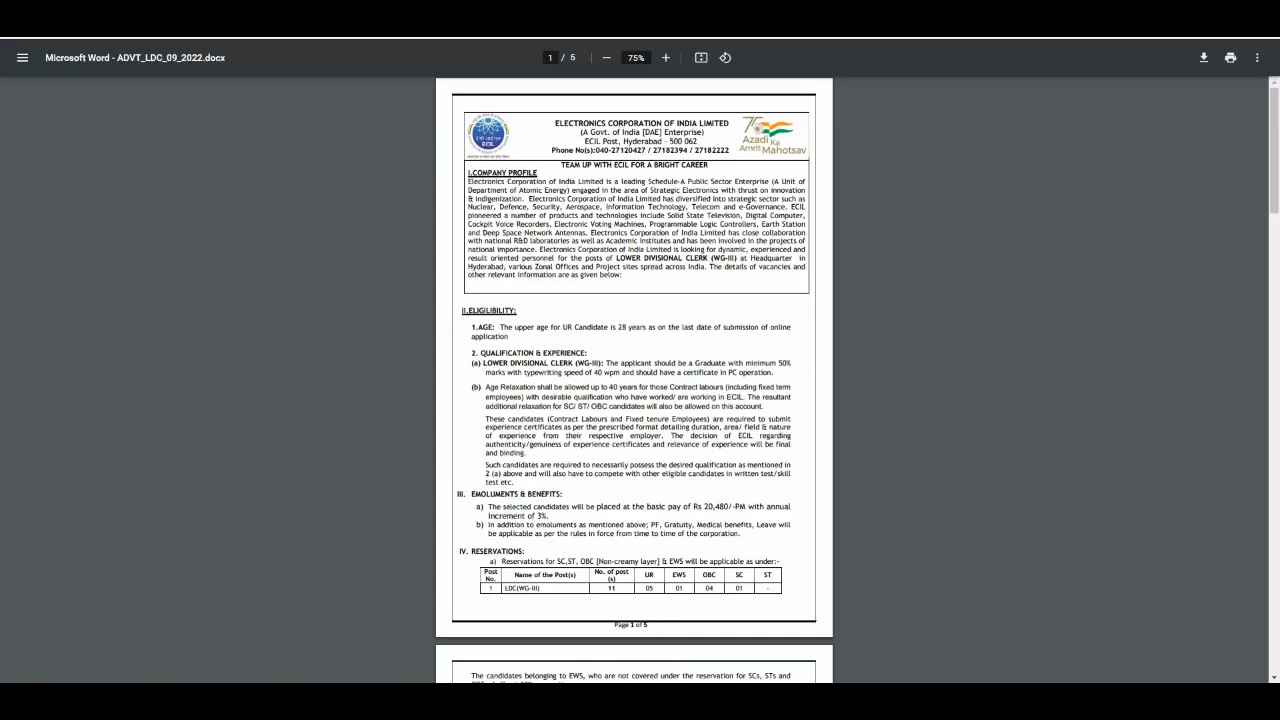 Microsoft Word - ADVT_LDC_09_2022.docx
1 / 5
75%
ELECTRONICS CORPORATION OF INDIA LIMITED
(A Govt. of India [DAE] Enterprise)
ECIL Post, Hyderabad - 500 062
Phone No(s):040-27120427 / 27182394 / 27182222
ECIL
Azadi Ka
Amrit Mahotsav
TEAM UP WITH ECIL FOR A BRIGHT CAREER
I.COMPANY PROFILE
Electronics Corporation of India Limited is a leading Schedule-A Public Sector Enterprise (A Unit of
Department of Atomic Energy) engaged in the area of Strategic Electronics with thrust on innovation
& indigenization. Electronics Corporation of India Limited has diversified into strategic sector such as
Nuclear, Defence, Security, Aerospace, Information Technology, Telecom and e-Governance. ECIL
pioneered a number of products and technologies include Solid State Television, Digital Computer,
Cockpit Voice Recorders, Electronic Voting Machines, Programmable Logic Controllers, Earth Station
and Deep Space Network Antennas. Electronics Corporation of India Limited has close collaboration
with national R&D laboratories as well as Academic Institutes and has been involved in the projects of
national importance. Electronics Corporation of India Limited is looking for dynamic, experienced and
result oriented personnel for the posts of LOWER DIVISIONAL CLERK (WG-III) at Headquarter in
Hyderabad, various Zonal Offices and Project sites spread across India. The details of vacancies and
other relevant information are as given below:
II.ELIGIBILITY:
1.AGE: The upper age for UR Candidate is 28 years as on the last date of submission of online
application
2. QUALIFICATION & EXPERIENCE:
(a) LOWER DIVISIONAL CLERK (WG-III): The applicant should be a Graduate with minimum 50%
marks with typewriting speed of 40 wpm and should have a certificate in PC operation.
(b) Age Relaxation shall be allowed up to 40 years for those Contract labours (including fixed term
employees) with desirable qualification who have worked/ are working in ECIL. The resultant
additional relaxation for SC/ ST/ OBC candidates will also be allowed on this account.
These candidates (Contract Labours and Fixed tenure Employees) are required to submit
experience certificates as per the prescribed format detailing duration, area/ field & nature
of experience from their respective employer. The decision of ECIL regarding
authenticity/genuiness of experience certificates and relevance of experience will be final
and binding.
Such candidates are required to necessarily possess the desired qualification as mentioned in
2 (a) above and will also have to compete with other eligible candidates in written test/skill
test etc.
III. EMOLUMENTS & BENEFITS:
a) The selected candidates will be placed at the basic pay of Rs 20,480/-PM with annual
increment of 3%.
b) In addition to emoluments as mentioned above; PF, Gratuity, Medical benefits, Leave will
be applicable as per the rules in force from time to time of the corporation.
IV. RESERVATIONS:
a) Reservations for SC,ST, OBC [Non-creamy layer] & EWS will be applicable as under:-
Post No. Name of the Post(s) No. of post (s) UR EWS OBC SC ST
1 LDC(WG-III) 11 05 01 04 01 -
Page 1 of 5
The candidates belonging to EWS, who are not covered under the reservation for SCs, STs and